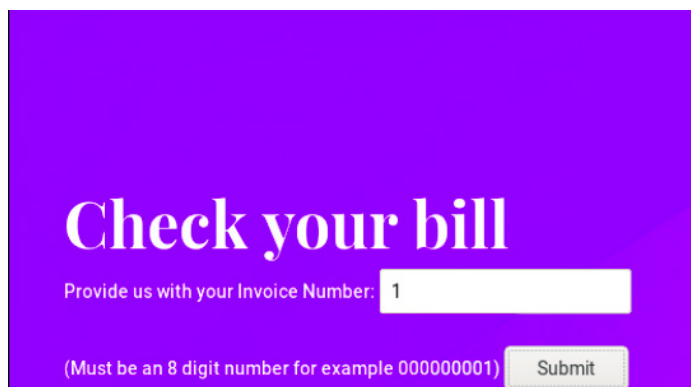 Check your bill
Provide us with your Invoice Number: 1
(Must be an 8 digit number for example 000000001) Submit